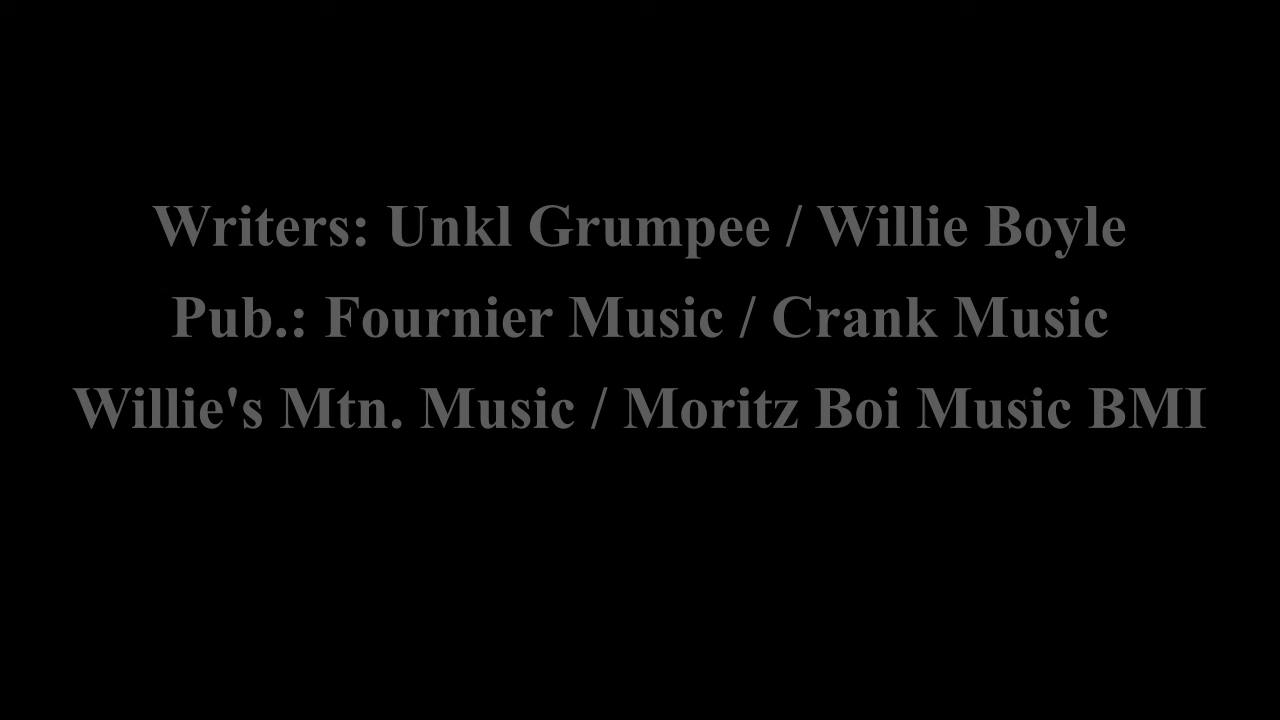 Writers: Unkl Grumpee / Willie Boyle
Pub.: Fournier Music / Crank Music
Willie's Mtn. Music / Moritz Boi Music BMI